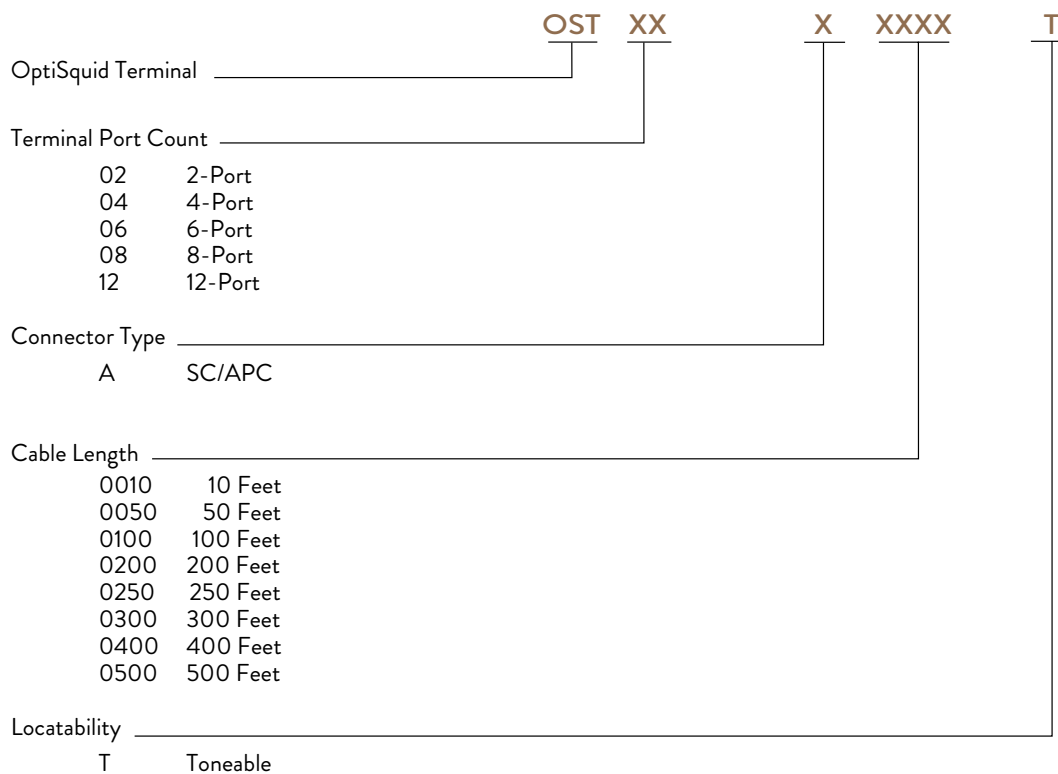 OST XX X XXXX T
OptiSquid Terminal
Terminal Port Count
02 2-Port
04 4-Port
06 6-Port
08 8-Port
12 12-Port
Connector Type
A SC/APC
Cable Length
0010 10 Feet
0050 50 Feet
0100 100 Feet
0200 200 Feet
0250 250 Feet
0300 300 Feet
0400 400 Feet
0500 500 Feet
Locatability
T Toneable